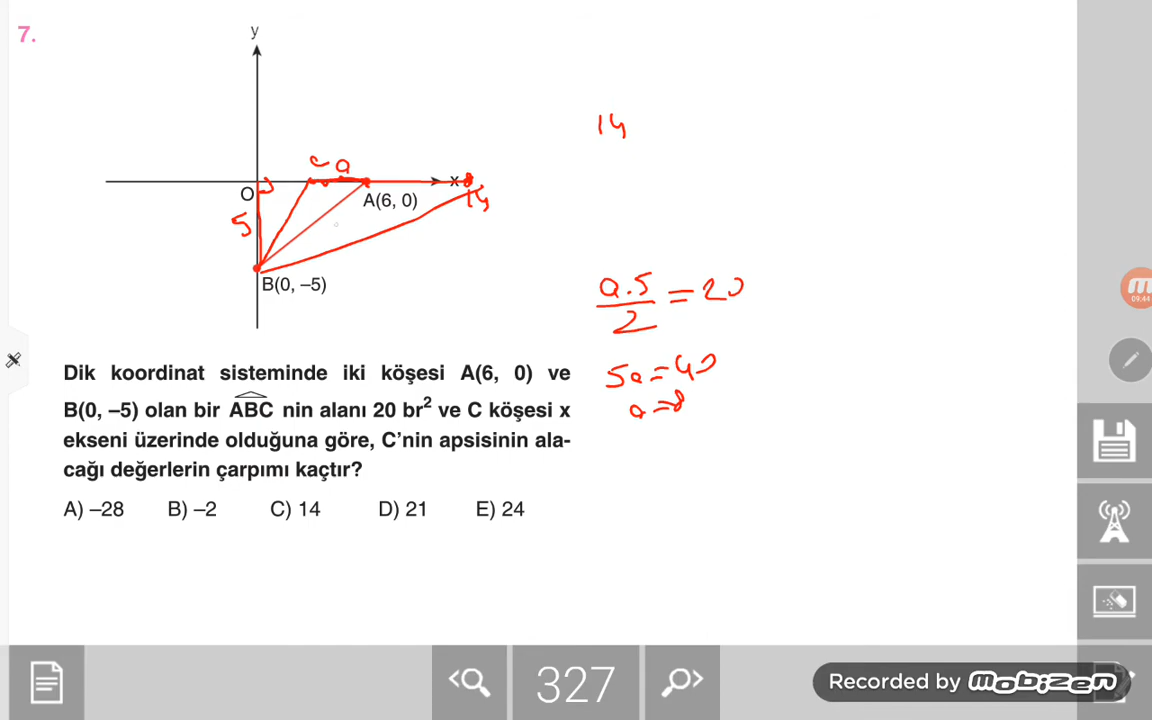 7.
y
14
C a
O
x
14
A(6, 0)
5
B(0, –5)
a.5
2
=20
5a=40
a=8
Dik koordinat sisteminde iki köşesi A(6, 0) ve
B(0, –5) olan bir ABC nin alanı 20 br² ve C köşesi x
ekseni üzerinde olduğuna göre, C'nin apsisinin ala-
cağı değerlerin çarpımı kaçtır?
A) –28 B) –2 C) 14 D) 21 E) 24
09:44
327
Recorded by mobizen